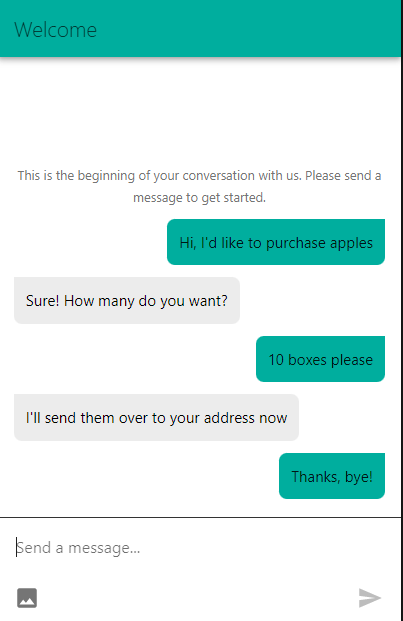 Welcome
This is the beginning of your conversation with us. Please send a
message to get started.
Hi, I'd like to purchase apples
Sure! How many do you want?
10 boxes please
I'll send them over to your address now
Thanks, bye!
Send a message...